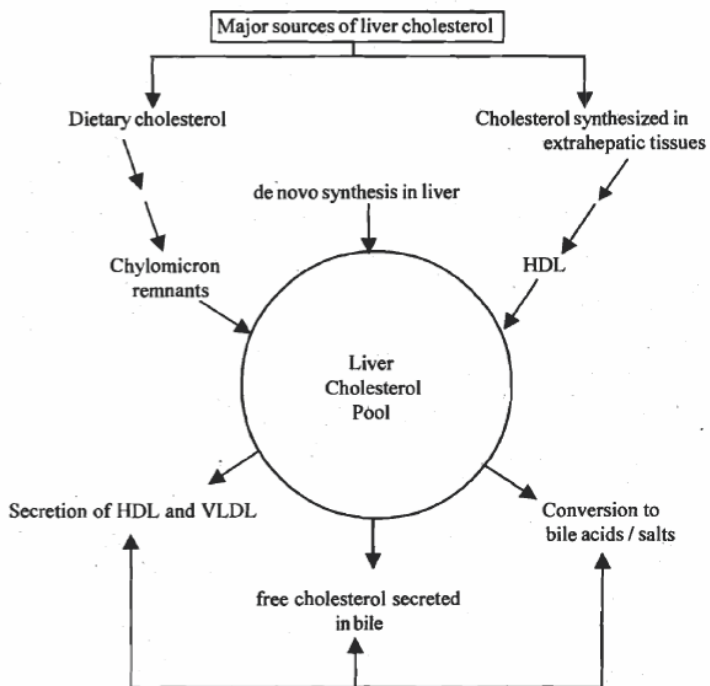 Major sources of liver cholesterol
Dietary cholesterol
Cholesterol synthesized in
extrahepatic tissues
de novo synthesis in liver
Chylomicron
remnants
HDL
Liver
Cholesterol
Pool
Secretion of HDL and VLDL
Conversion to
bile acids / salts
free cholesterol secreted
in bile